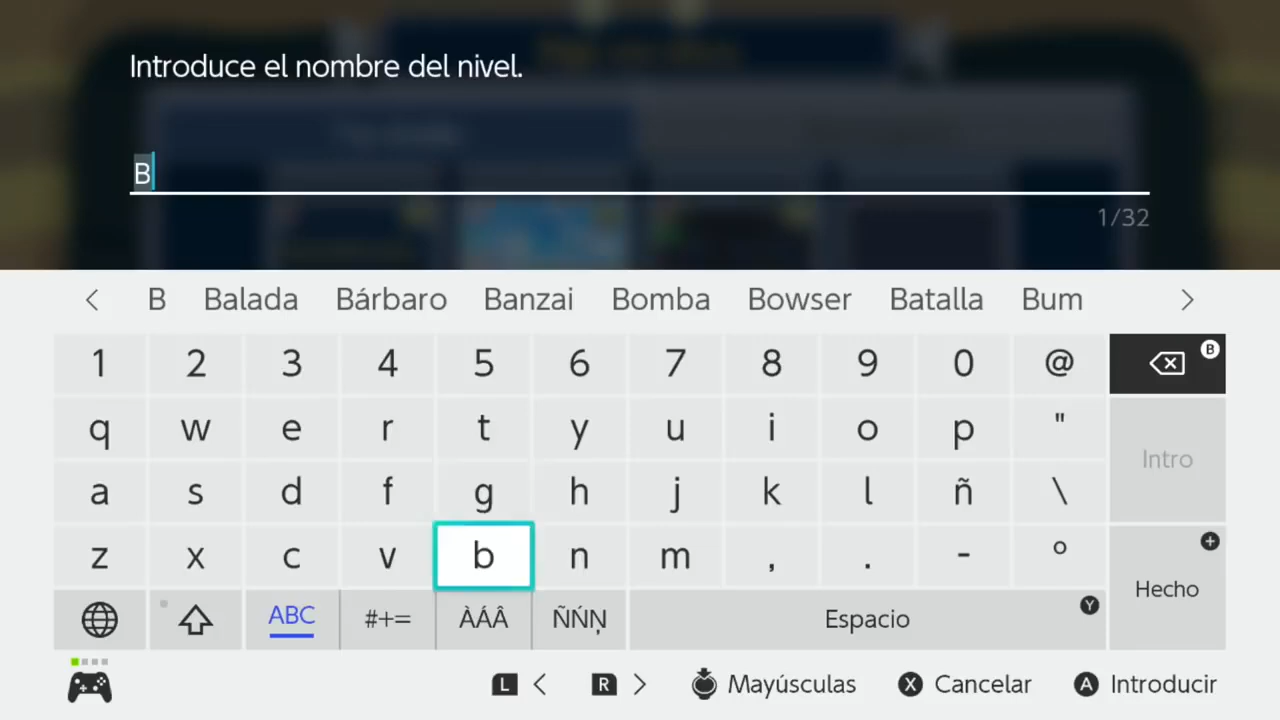 Introduce el nombre del nivel.
B
1/32
B Balada Bárbaro Banzai Bomba Bowser Batalla Bum
1 2 3 4 5 6 7 8 9 0 @ B
q w e r t y u i o p "
Intro
a s d f g h j k l ñ \
z x c v b n m , . - º
Hecho
ABC #+= ÀÁÂ ÑŃŅ Espacio Y
L R Mayúsculas X Cancelar A Introducir